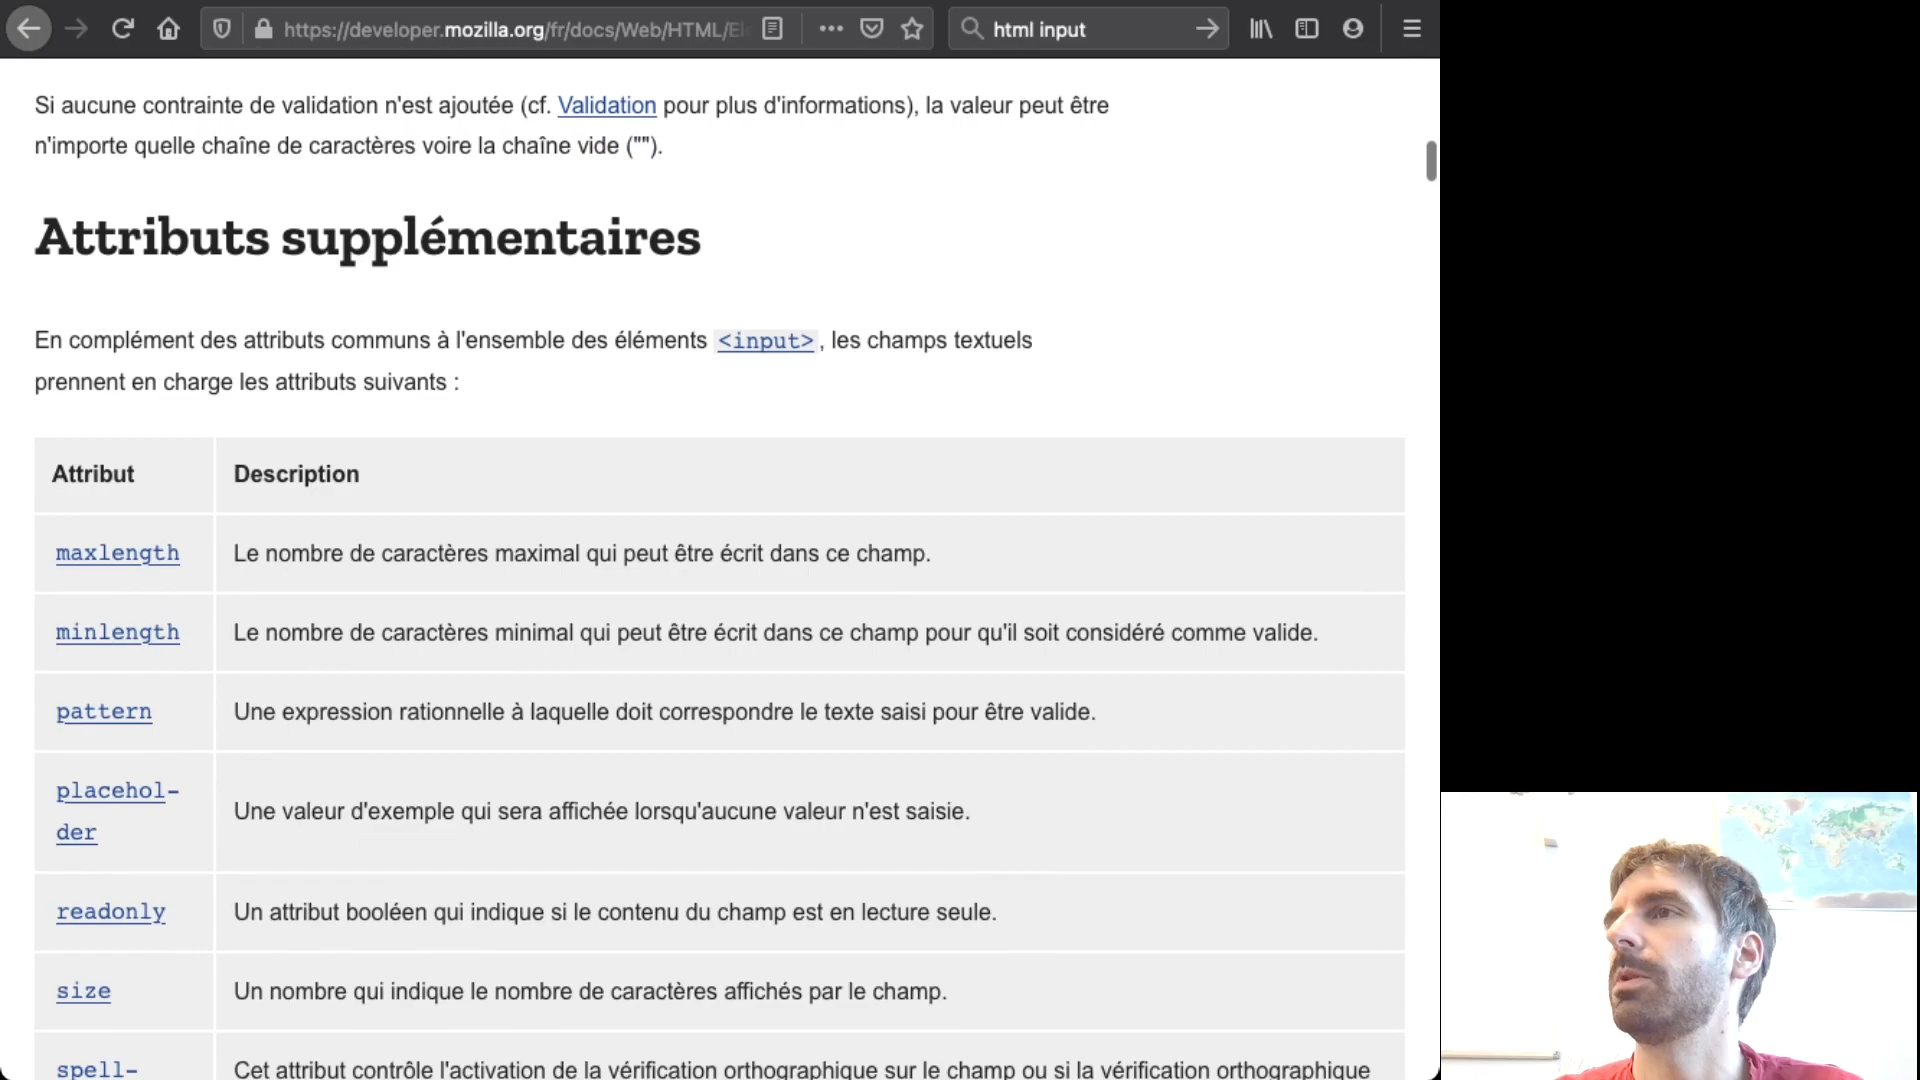 https://developer.mozilla.org/fr/docs/Web/HTML/El
html input
Si aucune contrainte de validation n'est ajoutée (cf. Validation pour plus d'informations), la valeur peut être
n'importe quelle chaîne de caractères voire la chaîne vide ("").
Attributs supplémentaires
En complément des attributs communs à l'ensemble des éléments <input>, les champs textuels
prennent en charge les attributs suivants :
Attribut Description
maxlength Le nombre de caractères maximal qui peut être écrit dans ce champ.
minlength Le nombre de caractères minimal qui peut être écrit dans ce champ pour qu'il soit considéré comme valide.
pattern Une expression rationnelle à laquelle doit correspondre le texte saisi pour être valide.
placehol-
der
Une valeur d'exemple qui sera affichée lorsqu'aucune valeur n'est saisie.
readonly Un attribut booléen qui indique si le contenu du champ est en lecture seule.
size Un nombre qui indique le nombre de caractères affichés par le champ.
spell- Cet attribut contrôle l'activation de la vérification orthographique sur le champ ou si la vérification orthographique